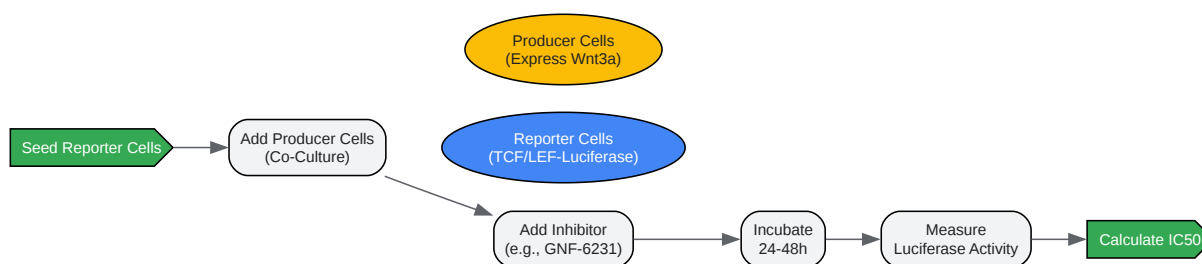 Producer Cells
(Express Wnt3a)
Reporter Cells
(TCF/LEF-Luciferase)
Seed Reporter Cells
Add Producer Cells
(Co-Culture)
Add Inhibitor
(e.g., GNF-6231)
Incubate
24-48h
Measure
Luciferase Activity
Calculate IC50